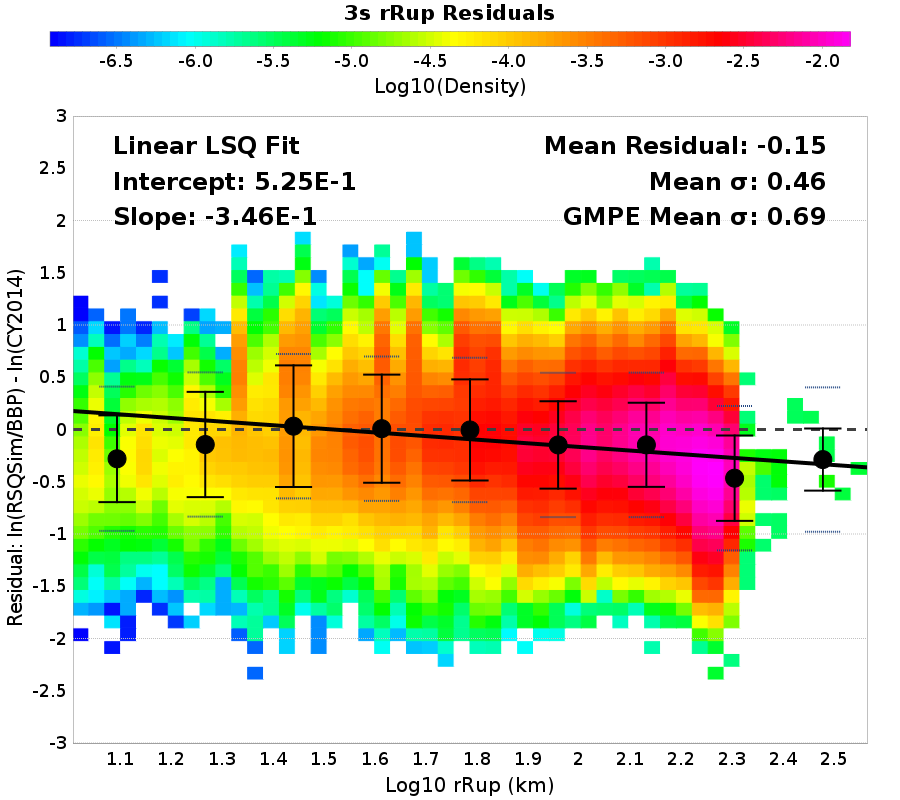 3s rRup Residuals
-6.5 -6.0 -5.5 -5.0 -4.5 -4.0 -3.5 -3.0 -2.5 -2.0
Log10(Density)
Linear LSQ Fit
Intercept: 5.25E-1
Slope: -3.46E-1
Mean Residual: -0.15
Mean σ: 0.46
GMPE Mean σ: 0.69
Residual: ln(RSQSim/BBP) - ln(CY2014)
3
2.5
2
1.5
1
0.5
0
-0.5
-1
-1.5
-2
-2.5
-3
1.1 1.2 1.3 1.4 1.5 1.6 1.7 1.8 1.9 2 2.1 2.2 2.3 2.4 2.5
Log10 rRup (km)